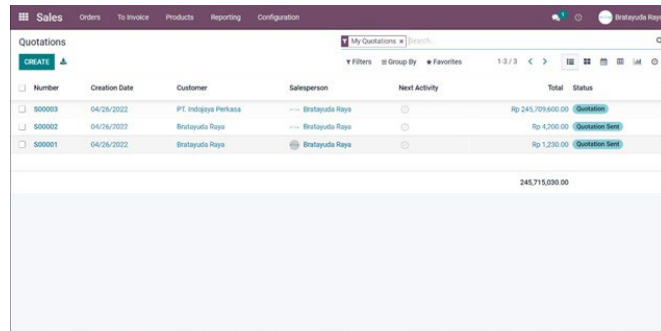 Sales Orders To Invoice Products Reporting Configuration 1 Bratayuda Raya
Quotations My Quotations × Search...
CREATE Filters Group By Favorites 1-3 / 3
Number Creation Date Customer Salesperson Next Activity Total Status
S00003 04/26/2022 PT. Indojaya Perkasa Bratayuda Raya Rp 245,709,600.00 Quotation
S00002 04/26/2022 Bratayuda Raya Bratayuda Raya Rp 4,200.00 Quotation Sent
S00001 04/26/2022 Bratayuda Raya Bratayuda Raya Rp 1,230.00 Quotation Sent
245,715,030.00